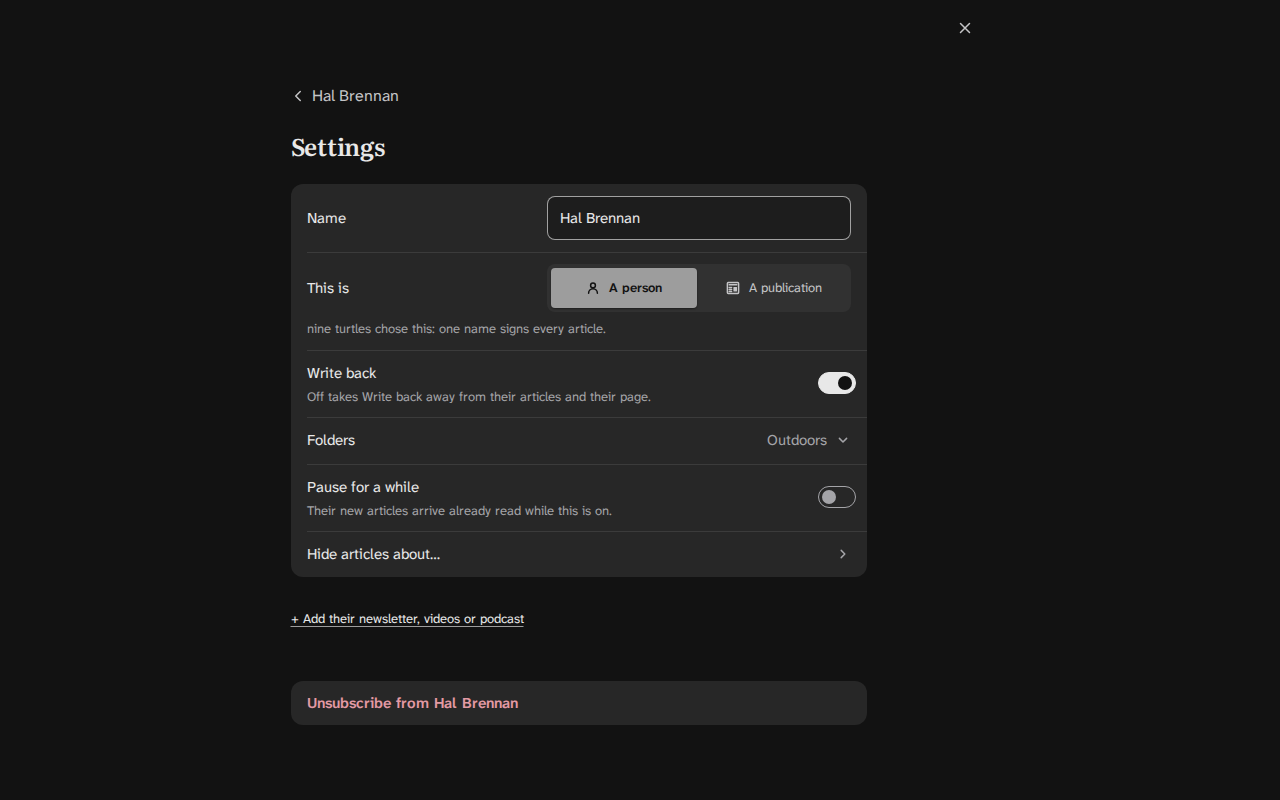 Hal Brennan
Settings
Name
Hal Brennan
This is
A person
A publication
nine turtles chose this: one name signs every article.
Write back
Off takes Write back away from their articles and their page.
Folders
Outdoors
Pause for a while
Their new articles arrive already read while this is on.
Hide articles about...
+ Add their newsletter, videos or podcast
Unsubscribe from Hal Brennan